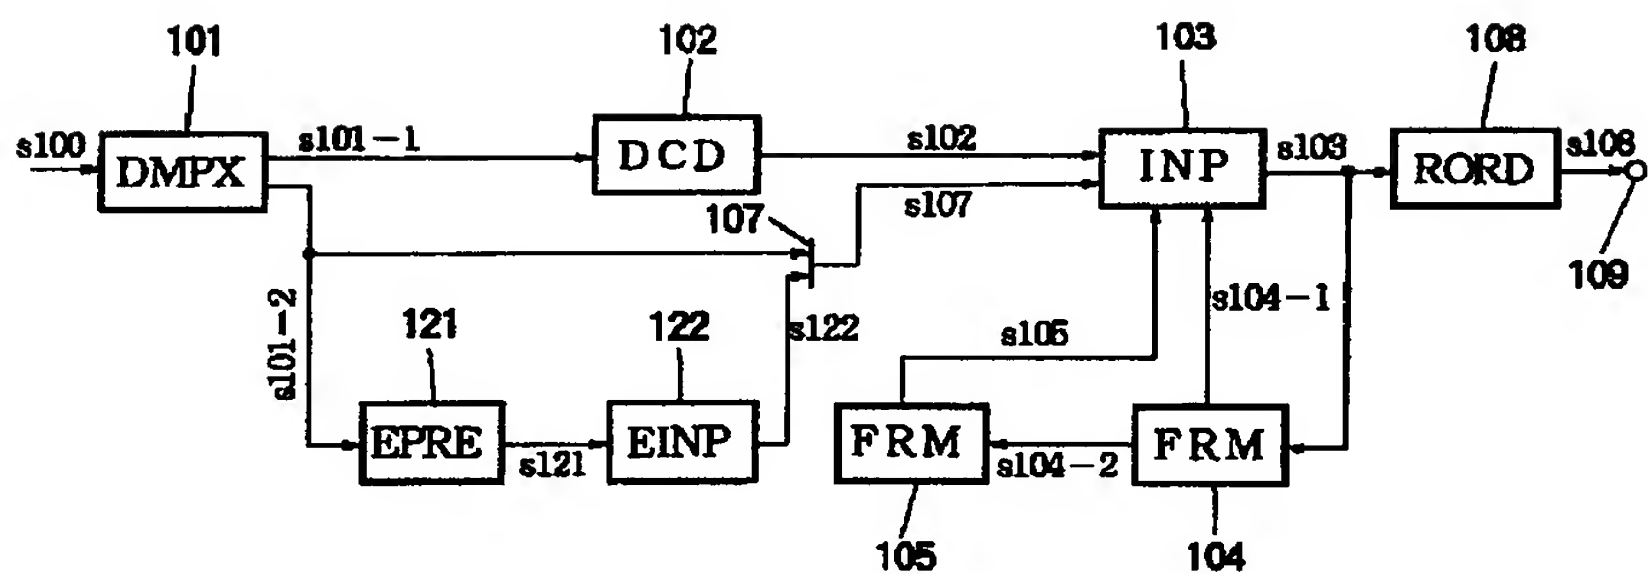 101
102
103
108
s100
DMPX
s101-1
DCD
s102
INP
s103
RORD
s108
s107
107
109
s101-2
121
122
s122
s105
s104-1
EPRE
s121
EINP
FRM
s104-2
FRM
105
104